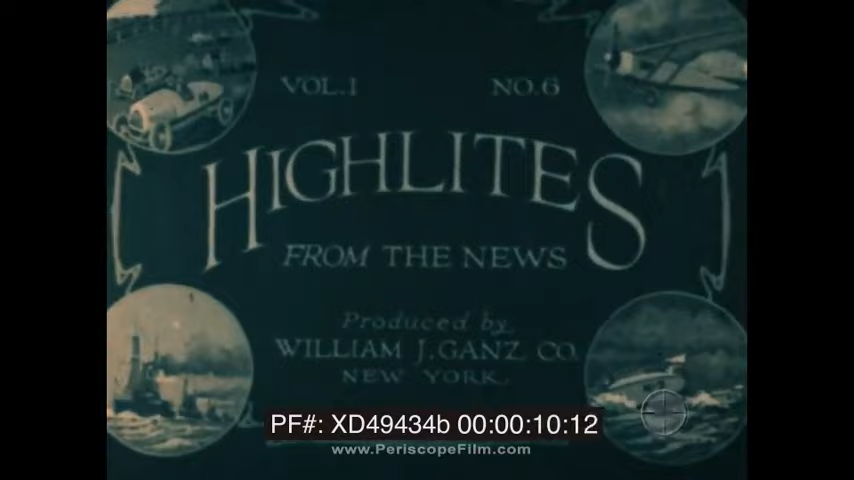 VOL.1 NO.6
HIGHLITES
FROM THE NEWS
Produced by
WILLIAM J. GANZ CO.
NEW YORK.
PF#: XD49434b 00:00:10:12
www.PeriscopeFilm.com